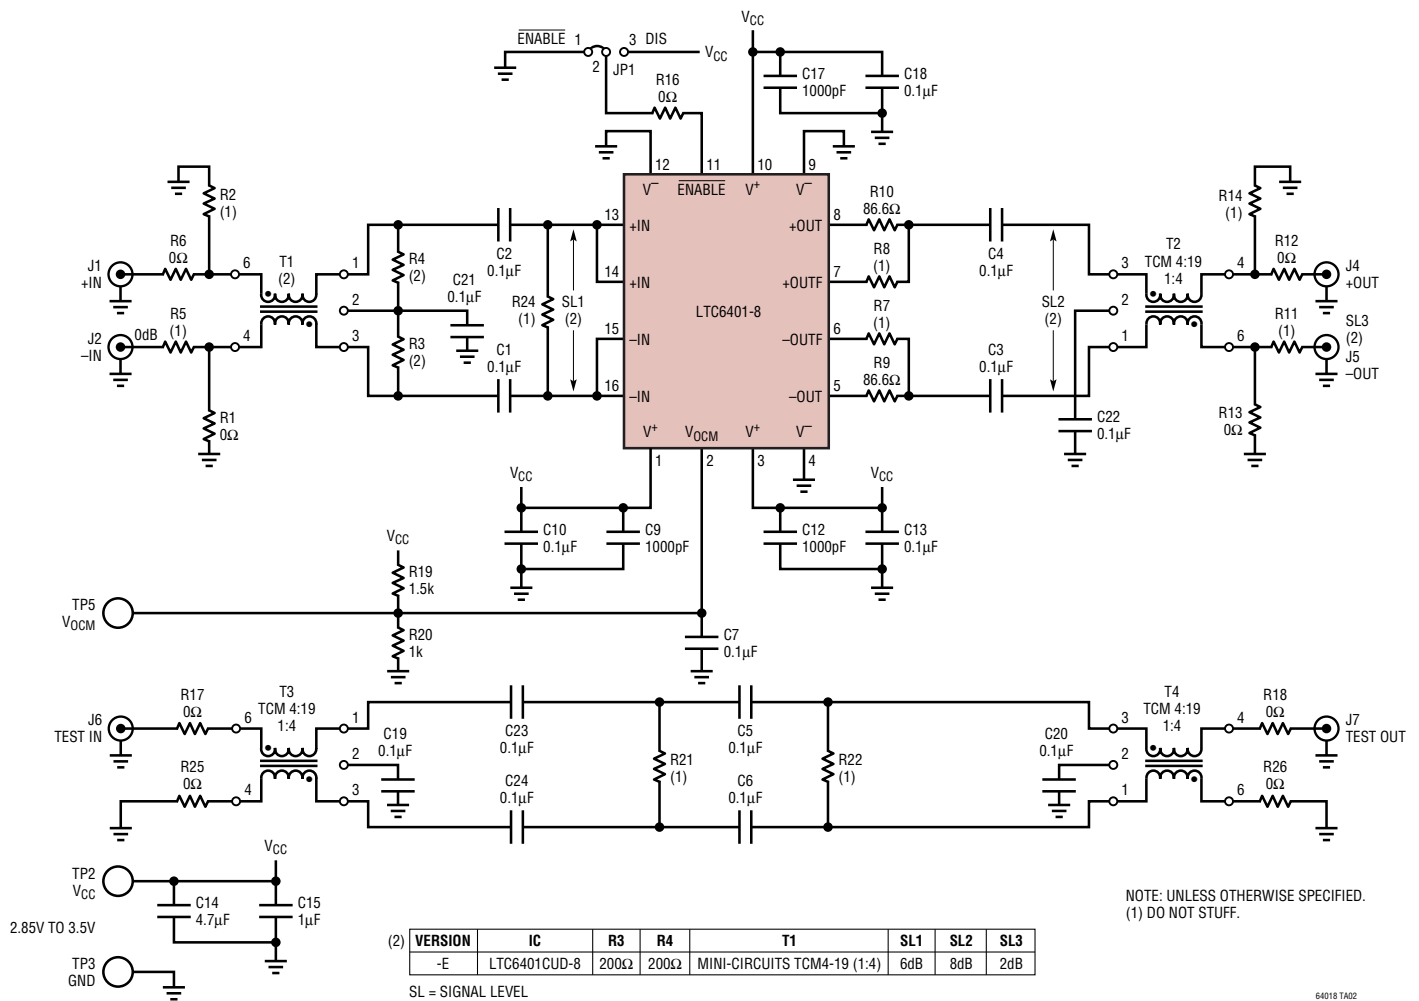 VCC
ENABLE 1
3 DIS
VCC
2
JP1
R16
0Ω
C17
1000pF
C18
0.1µF
12
11
10
9
V–
ENABLE
V+
V–
R2
(1)
R6
0Ω
J1
+IN
6
T1
(2)
1
2
3
4
J2
–IN
0dB
R5
(1)
R1
0Ω
R4
(2)
R3
(2)
C21
0.1µF
C2
0.1µF
C1
0.1µF
R24
(1)
SL1
(2)
13
+IN
14
+IN
15
–IN
16
–IN
LTC6401-8
+OUT
8
+OUTF
7
–OUTF
6
–OUT
5
V+
VOCM
V+
V–
1
2
3
4
R10
86.6Ω
R8
(1)
R7
(1)
R9
86.6Ω
C4
0.1µF
C3
0.1µF
SL2
(2)
T2
TCM 4:19
1:4
3
2
1
4
6
C22
0.1µF
R14
(1)
R12
0Ω
J4
+OUT
R11
(1)
SL3
(2)
J5
–OUT
R13
0Ω
VCC
C10
0.1µF
C9
1000pF
VCC
C12
1000pF
C13
0.1µF
VCC
R19
1.5k
TP5
VOCM
R20
1k
C7
0.1µF
J6
TEST IN
R17
0Ω
R25
0Ω
T3
TCM 4:19
1:4
6
4
1
2
3
C19
0.1µF
C23
0.1µF
C24
0.1µF
R21
(1)
C5
0.1µF
C6
0.1µF
R22
(1)
C20
0.1µF
T4
TCM 4:19
1:4
3
2
1
4
6
R18
0Ω
R26
0Ω
J7
TEST OUT
VCC
TP2
VCC
C14
4.7µF
C15
1µF
2.85V TO 3.5V
TP3
GND
NOTE: UNLESS OTHERWISE SPECIFIED.
(1) DO NOT STUFF.
(2) VERSION IC R3 R4 T1 SL1 SL2 SL3
-E LTC6401CUD-8 200Ω 200Ω MINI-CIRCUITS TCM4-19 (1:4) 6dB 8dB 2dB
SL = SIGNAL LEVEL
64018 TA02